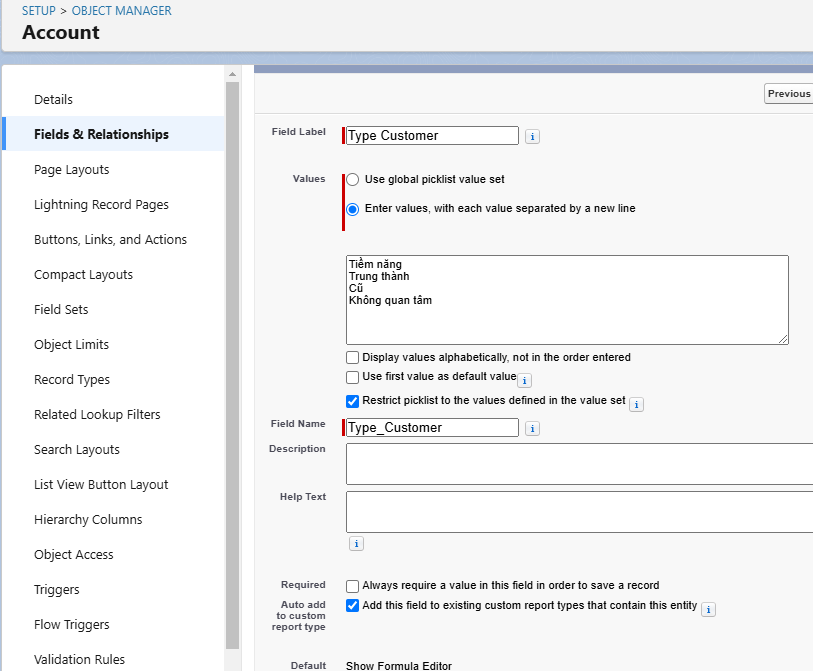 SETUP > OBJECT MANAGER
Account
Details
Fields & Relationships
Page Layouts
Lightning Record Pages
Buttons, Links, and Actions
Compact Layouts
Field Sets
Object Limits
Record Types
Related Lookup Filters
Search Layouts
List View Button Layout
Hierarchy Columns
Object Access
Triggers
Flow Triggers
Validation Rules
Previous
Field Label Type Customer i
Values Use global picklist value set
Enter values, with each value separated by a new line
Tiềm năng
Trung thành
Cũ
Không quan tâm
Display values alphabetically, not in the order entered
Use first value as default value i
Restrict picklist to the values defined in the value set i
Field Name Type_Customer i
Description
Help Text
i
Required Always require a value in this field in order to save a record
Auto add
to custom
report type
Add this field to existing custom report types that contain this entity i
Default Show Formula Editor